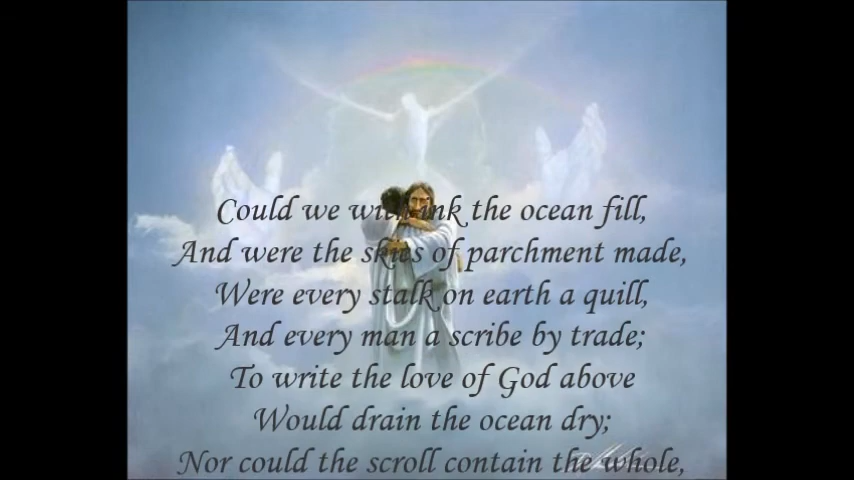 Could we with ink the ocean fill,
And were the skies of parchment made,
Were every stalk on earth a quill,
And every man a scribe by trade;
To write the love of God above
Would drain the ocean dry;
Nor could the scroll contain the whole,